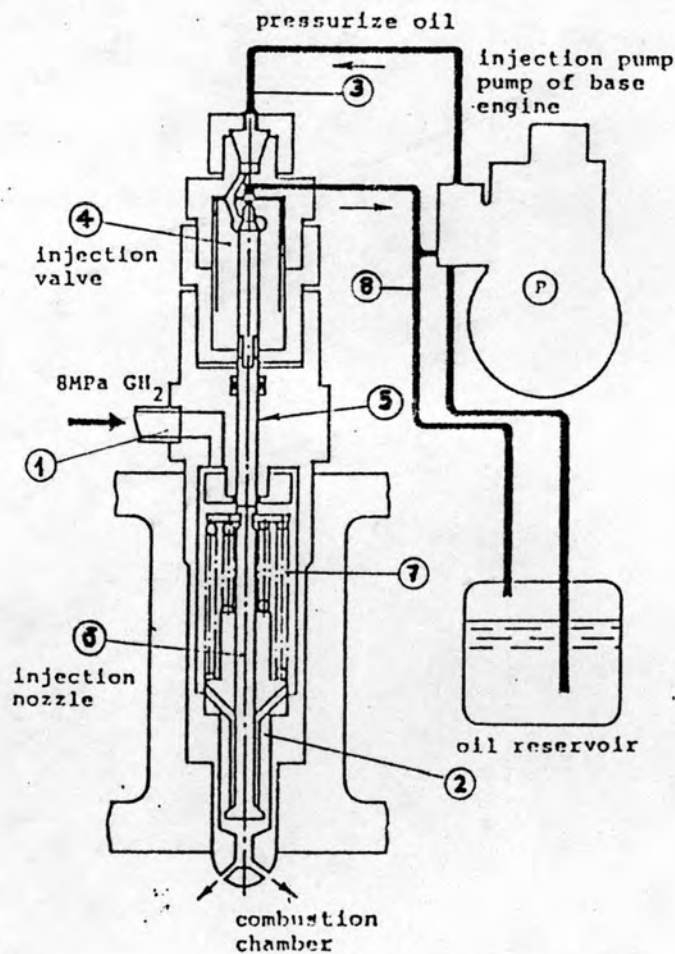 pressurize oil
injection pump
pump of base
engine
3
4
injection
valve
8
P
8MPa GH2
5
1
7
6
injection
nozzle
2
oil reservoir
combustion
chamber